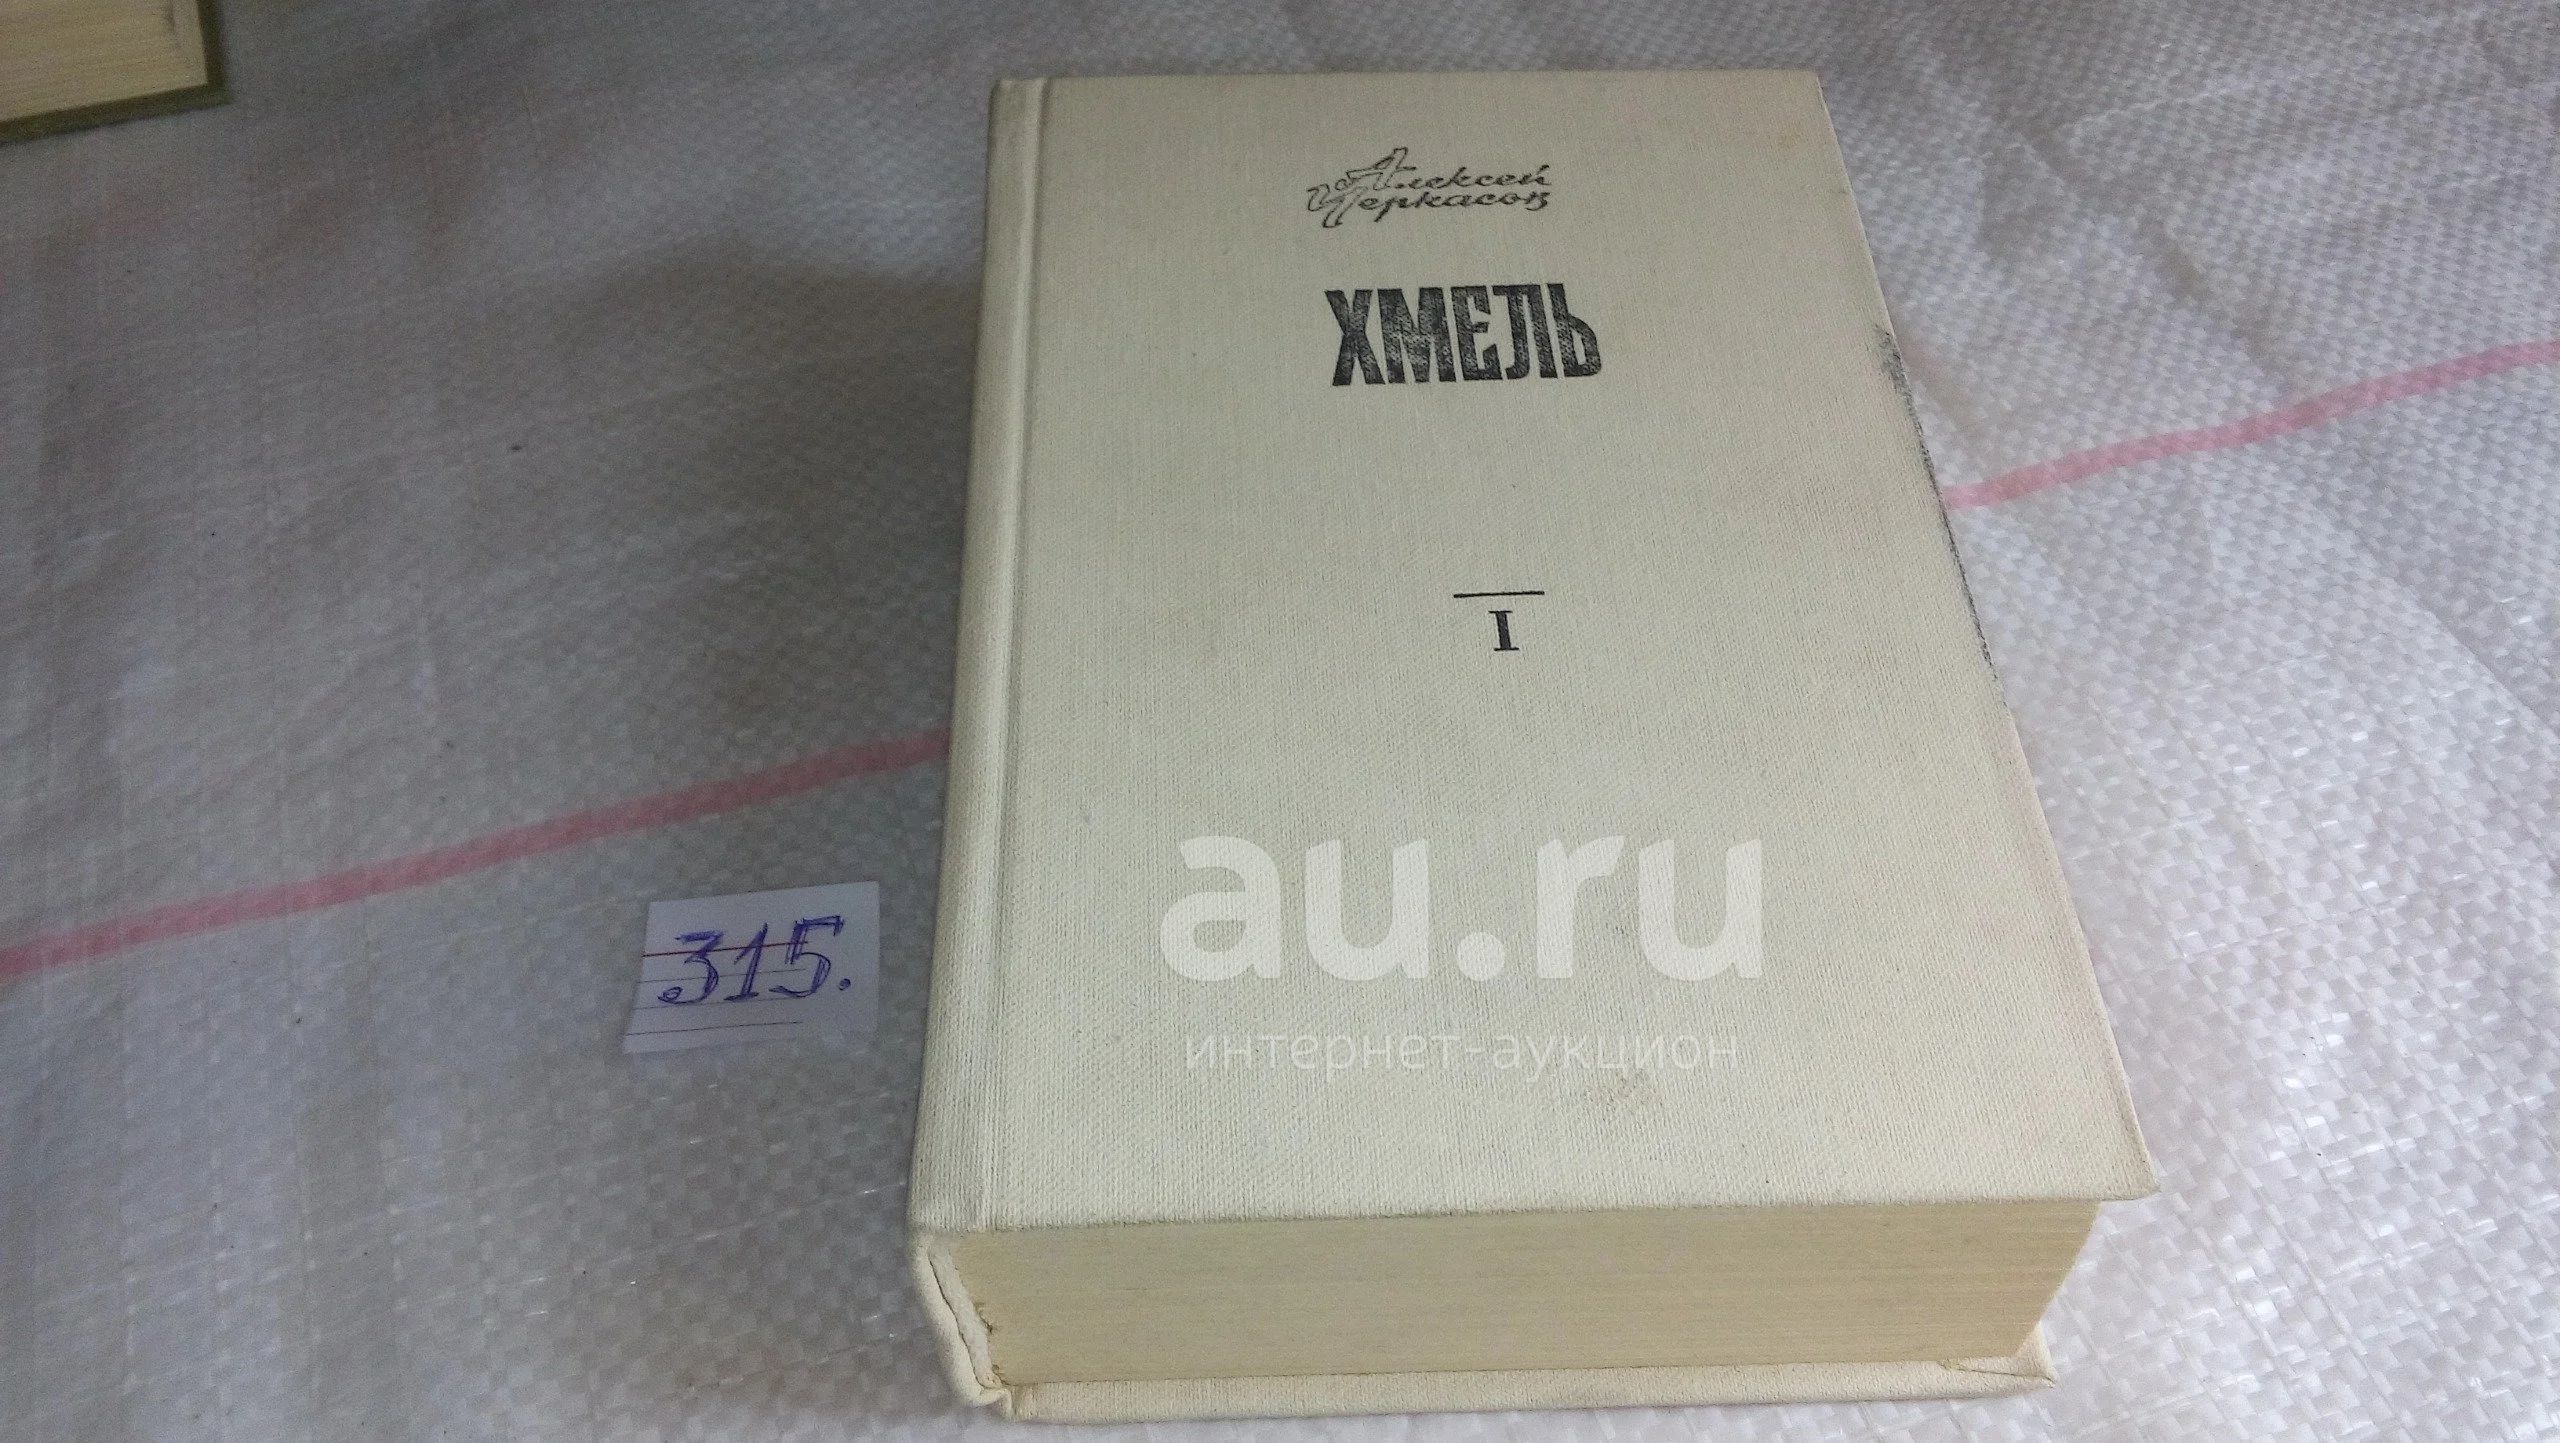 Алексей
Черкасов
ХМЕЛЬ
I
315.
au.ru
интернет-аукцион